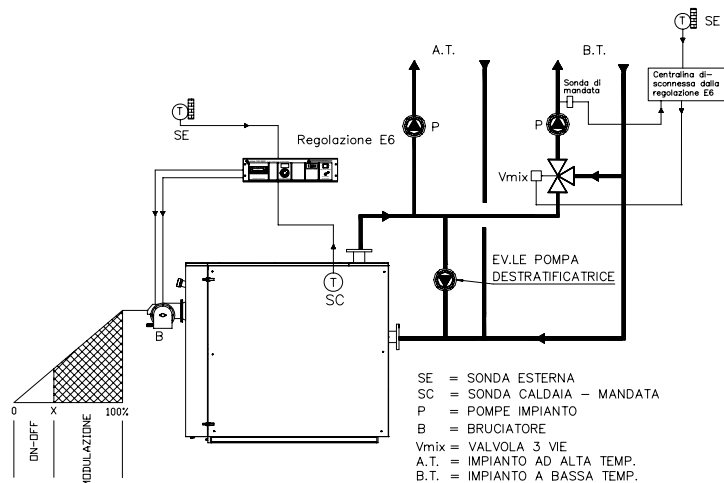 T
SE
A.T.
B.T.
Sonda di
mandata
Centralina di-
sconnessa dalla
regolazione E6
T
SE
Regolazione E6
P
P
Vmix
T
SC
EV.LE POMPA
DESTRATIFICATRICE
B
0 X 100%
ON-OFF
MODULAZIONE
SE = SONDA ESTERNA
SC = SONDA CALDAIA – MANDATA
P = POMPE IMPIANTO
B = BRUCIATORE
Vmix = VALVOLA 3 VIE
A.T. = IMPIANTO AD ALTA TEMP.
B.T. = IMPIANTO A BASSA TEMP.